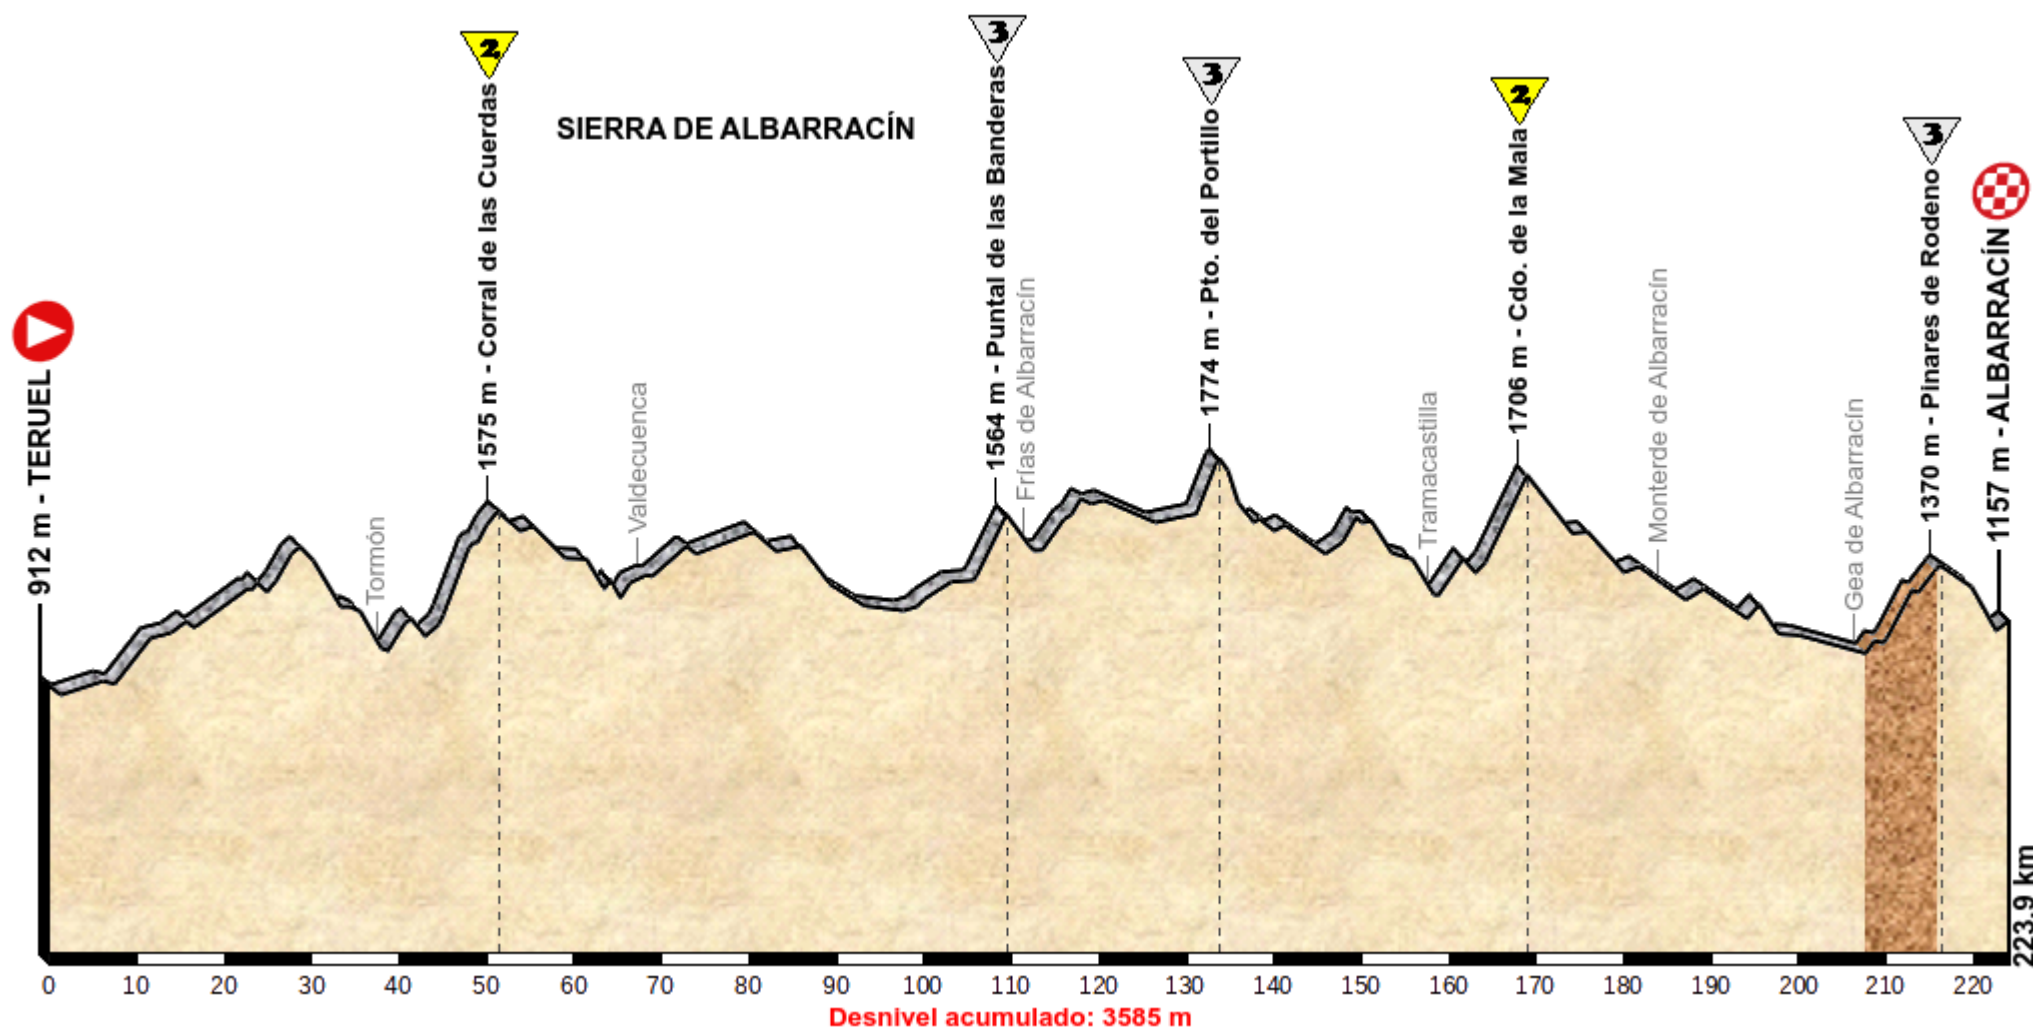 2
3
3
2
3
SIERRA DE ALBARRACÍN
912 m - TERUEL
Tormón
1575 m - Corral de las Cuerdas
Valdecuenca
1564 m - Puntal de las Banderas
Frías de Albarracín
1774 m - Pto. del Portillo
Tramacastilla
1706 m - Cdo. de la Mala
Monterde de Albarracín
Gea de Albarracín
1370 m - Pinares de Rodeno
1157 m - ALBARRACÍN
223.9 km
0 10 20 30 40 50 60 70 80 90 100 110 120 130 140 150 160 170 180 190 200 210 220
Desnivel acumulado: 3585 m